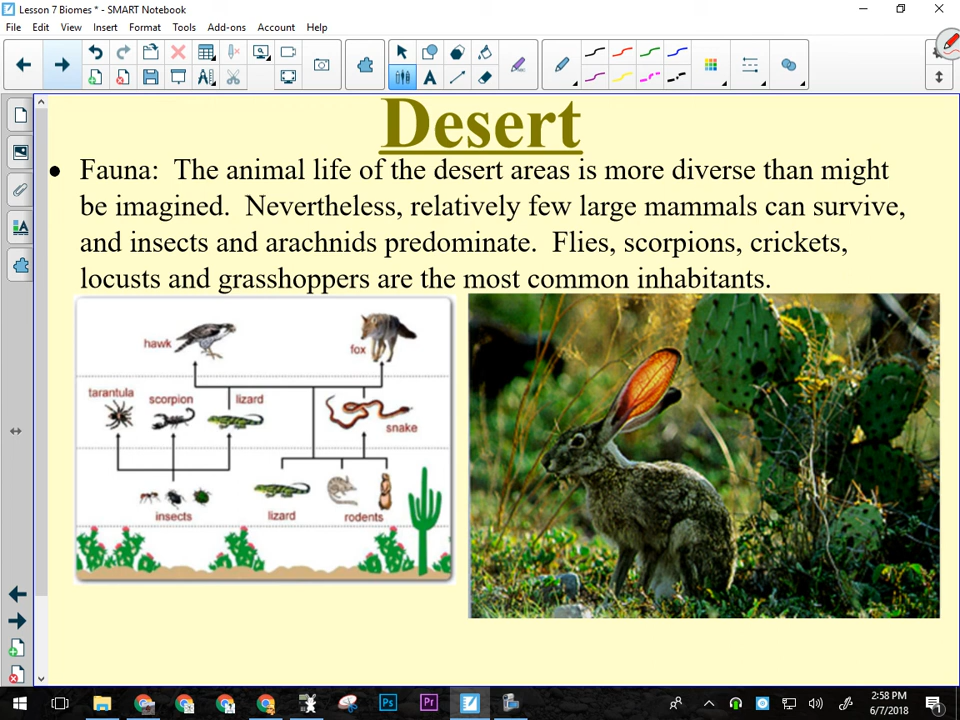 Lesson 7 Biomes * - SMART Notebook
File Edit View Insert Format Tools Add-ons Account Help
Desert
• Fauna: The animal life of the desert areas is more diverse than might
be imagined. Nevertheless, relatively few large mammals can survive,
and insects and arachnids predominate. Flies, scorpions, crickets,
locusts and grasshoppers are the most common inhabitants.
hawk
fox
tarantula
scorpion
lizard
snake
insects
lizard
rodents
Ps
Pr
2:58 PM
6/7/2018
1